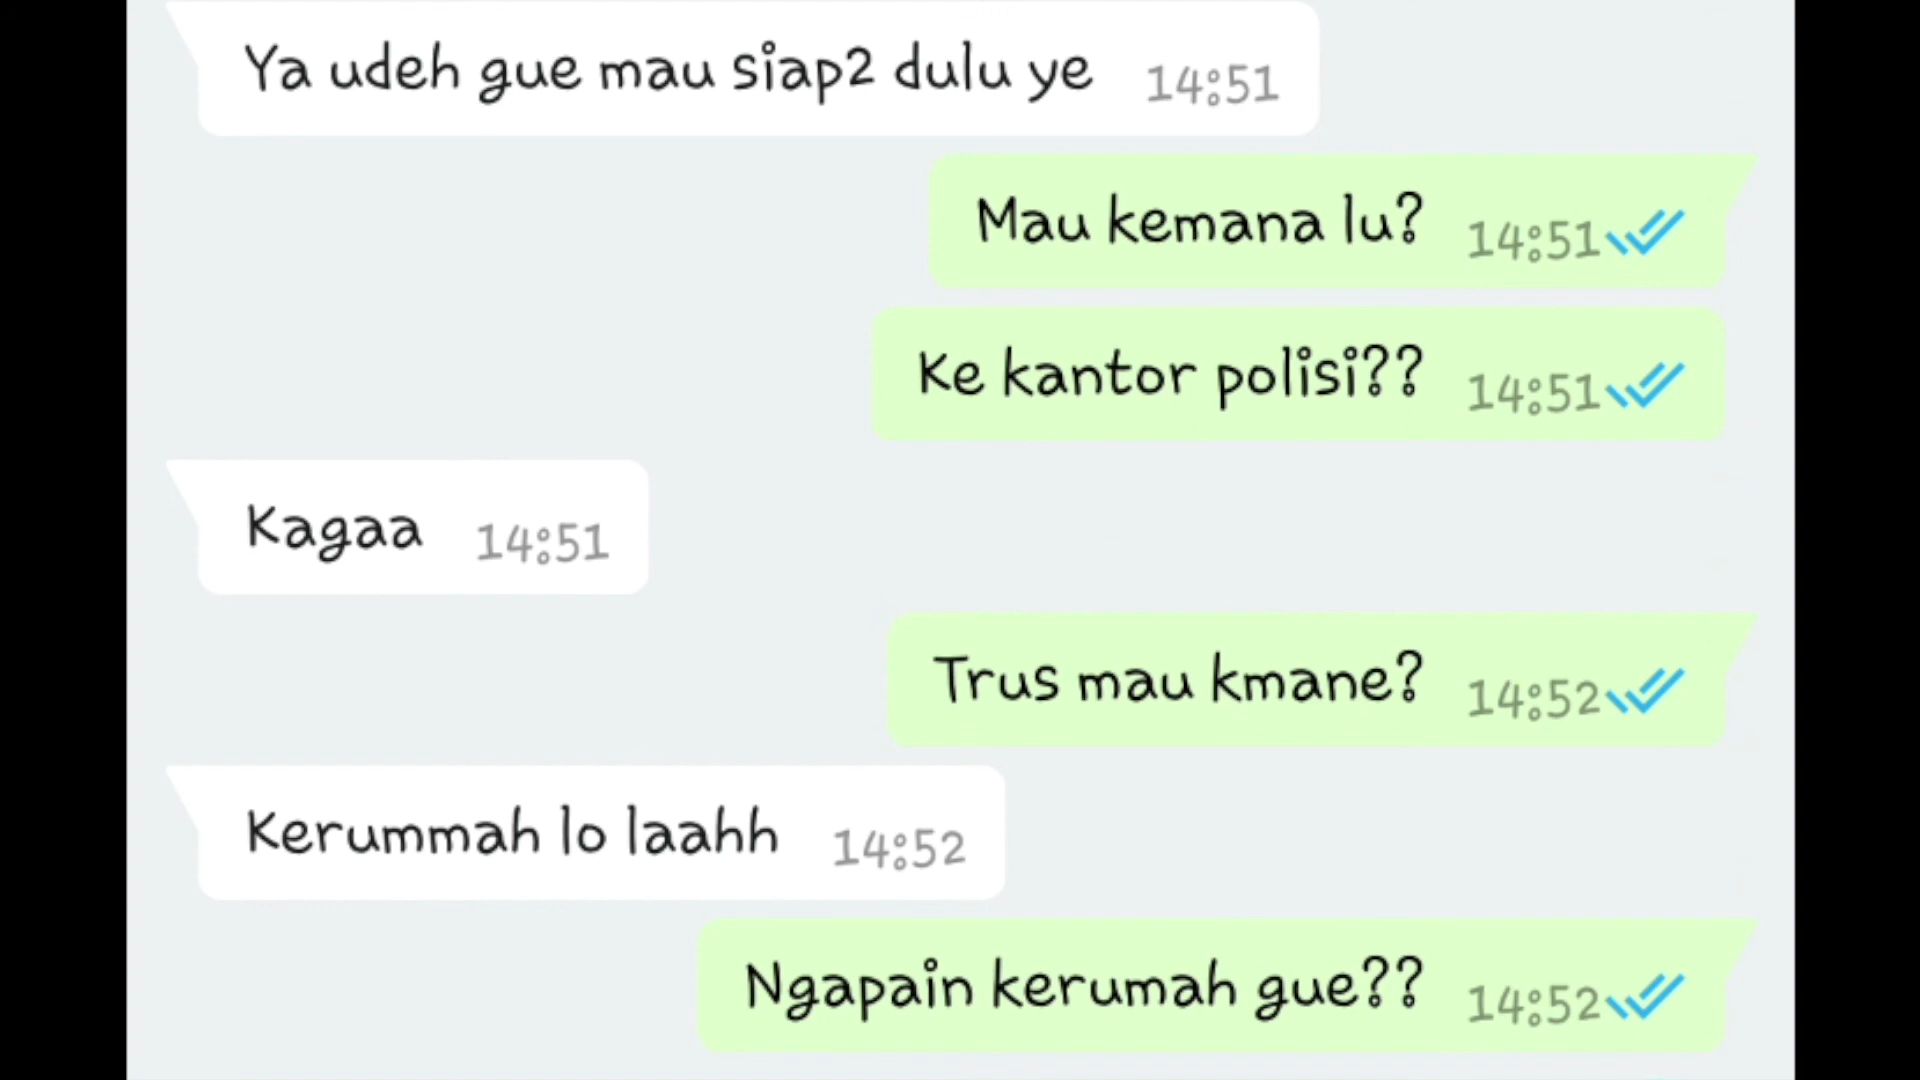 Ya udeh gue mau siap2 dulu ye 14:51
Mau kemana lu? 14:51
Ke kantor polisi?? 14:51
Kagaa 14:51
Trus mau kmane? 14:52
Kerummah lo laahh 14:52
Ngapain kerumah gue?? 14:52